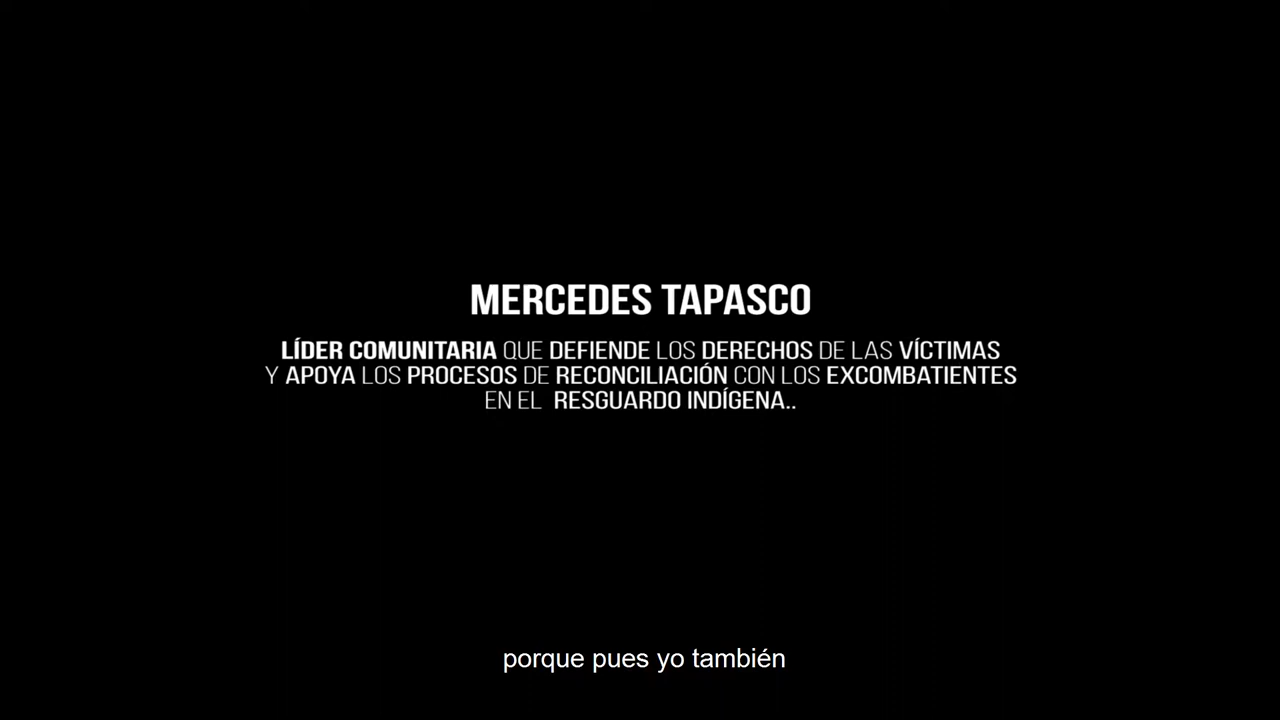 MERCEDES TAPASCO
LÍDER COMUNITARIA QUE DEFIENDE LOS DERECHOS DE LAS VÍCTIMAS
Y APOYA LOS PROCESOS DE RECONCILIACIÓN CON LOS EXCOMBATIENTES
EN EL RESGUARDO INDÍGENA..
porque pues yo también